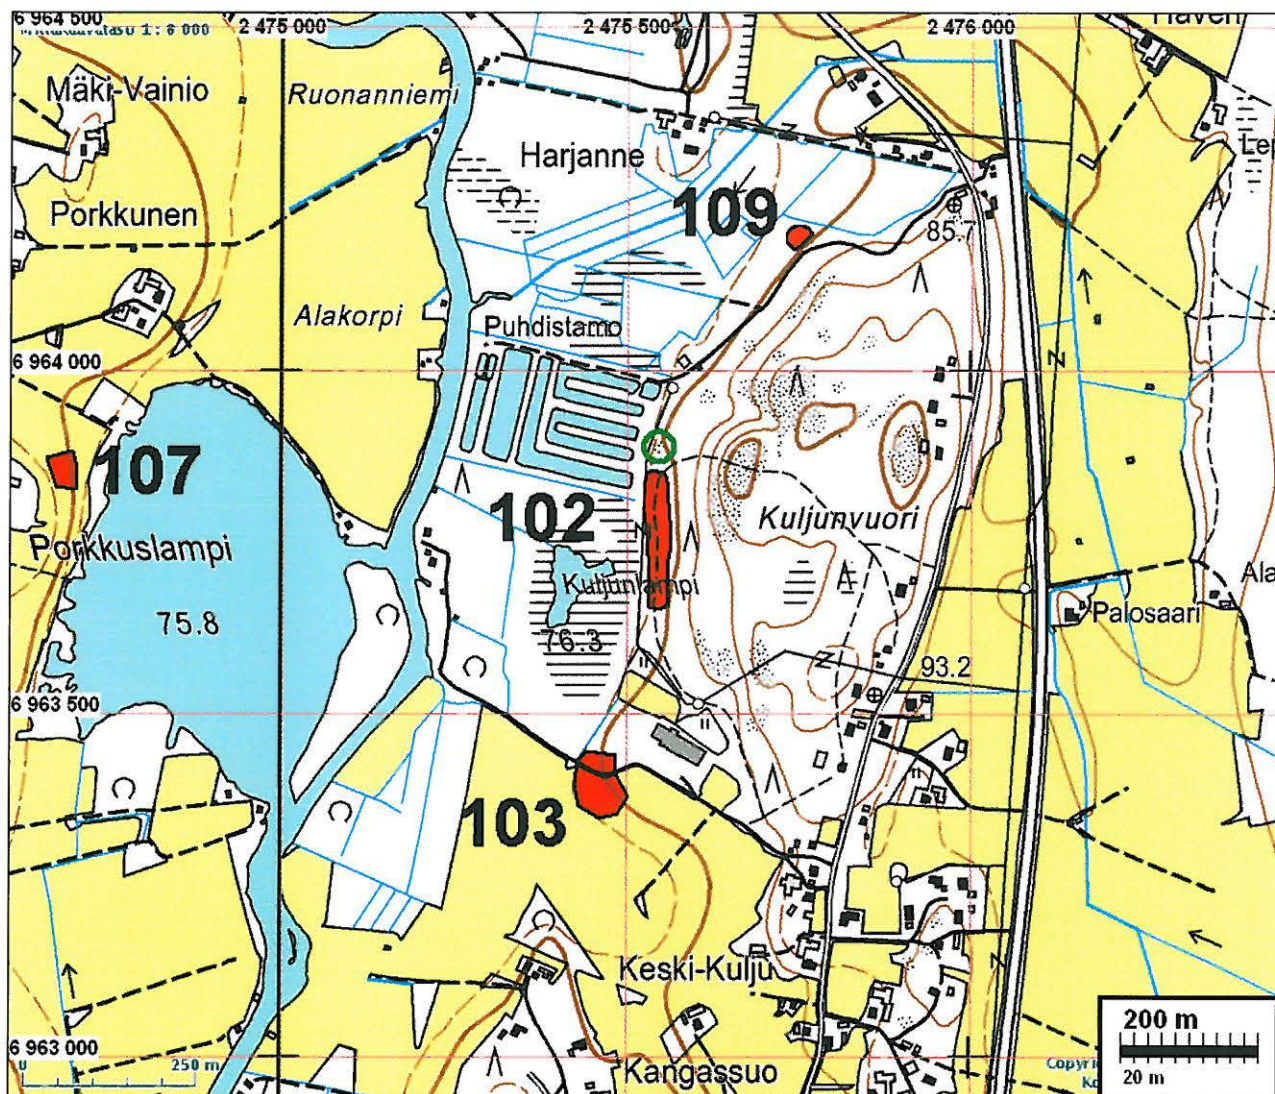 6 964 500
2 475 000
2 475 500
2 476 000
Haven
1 : 8 000
Mäki-Vainio
Ruonanniemi
Harjanne
Porkkunen
109
85.7
Alakorpi
Puhdistamo
6 964 000
107
102
Kuljunvuori
Porkkuslampi
Kuljunlampi
75.8
76.3
Palosaari
93.2
6 963 500
103
Keski-Kulju
6 963 000
0
250 m
Kangassuo
200 m
20 m